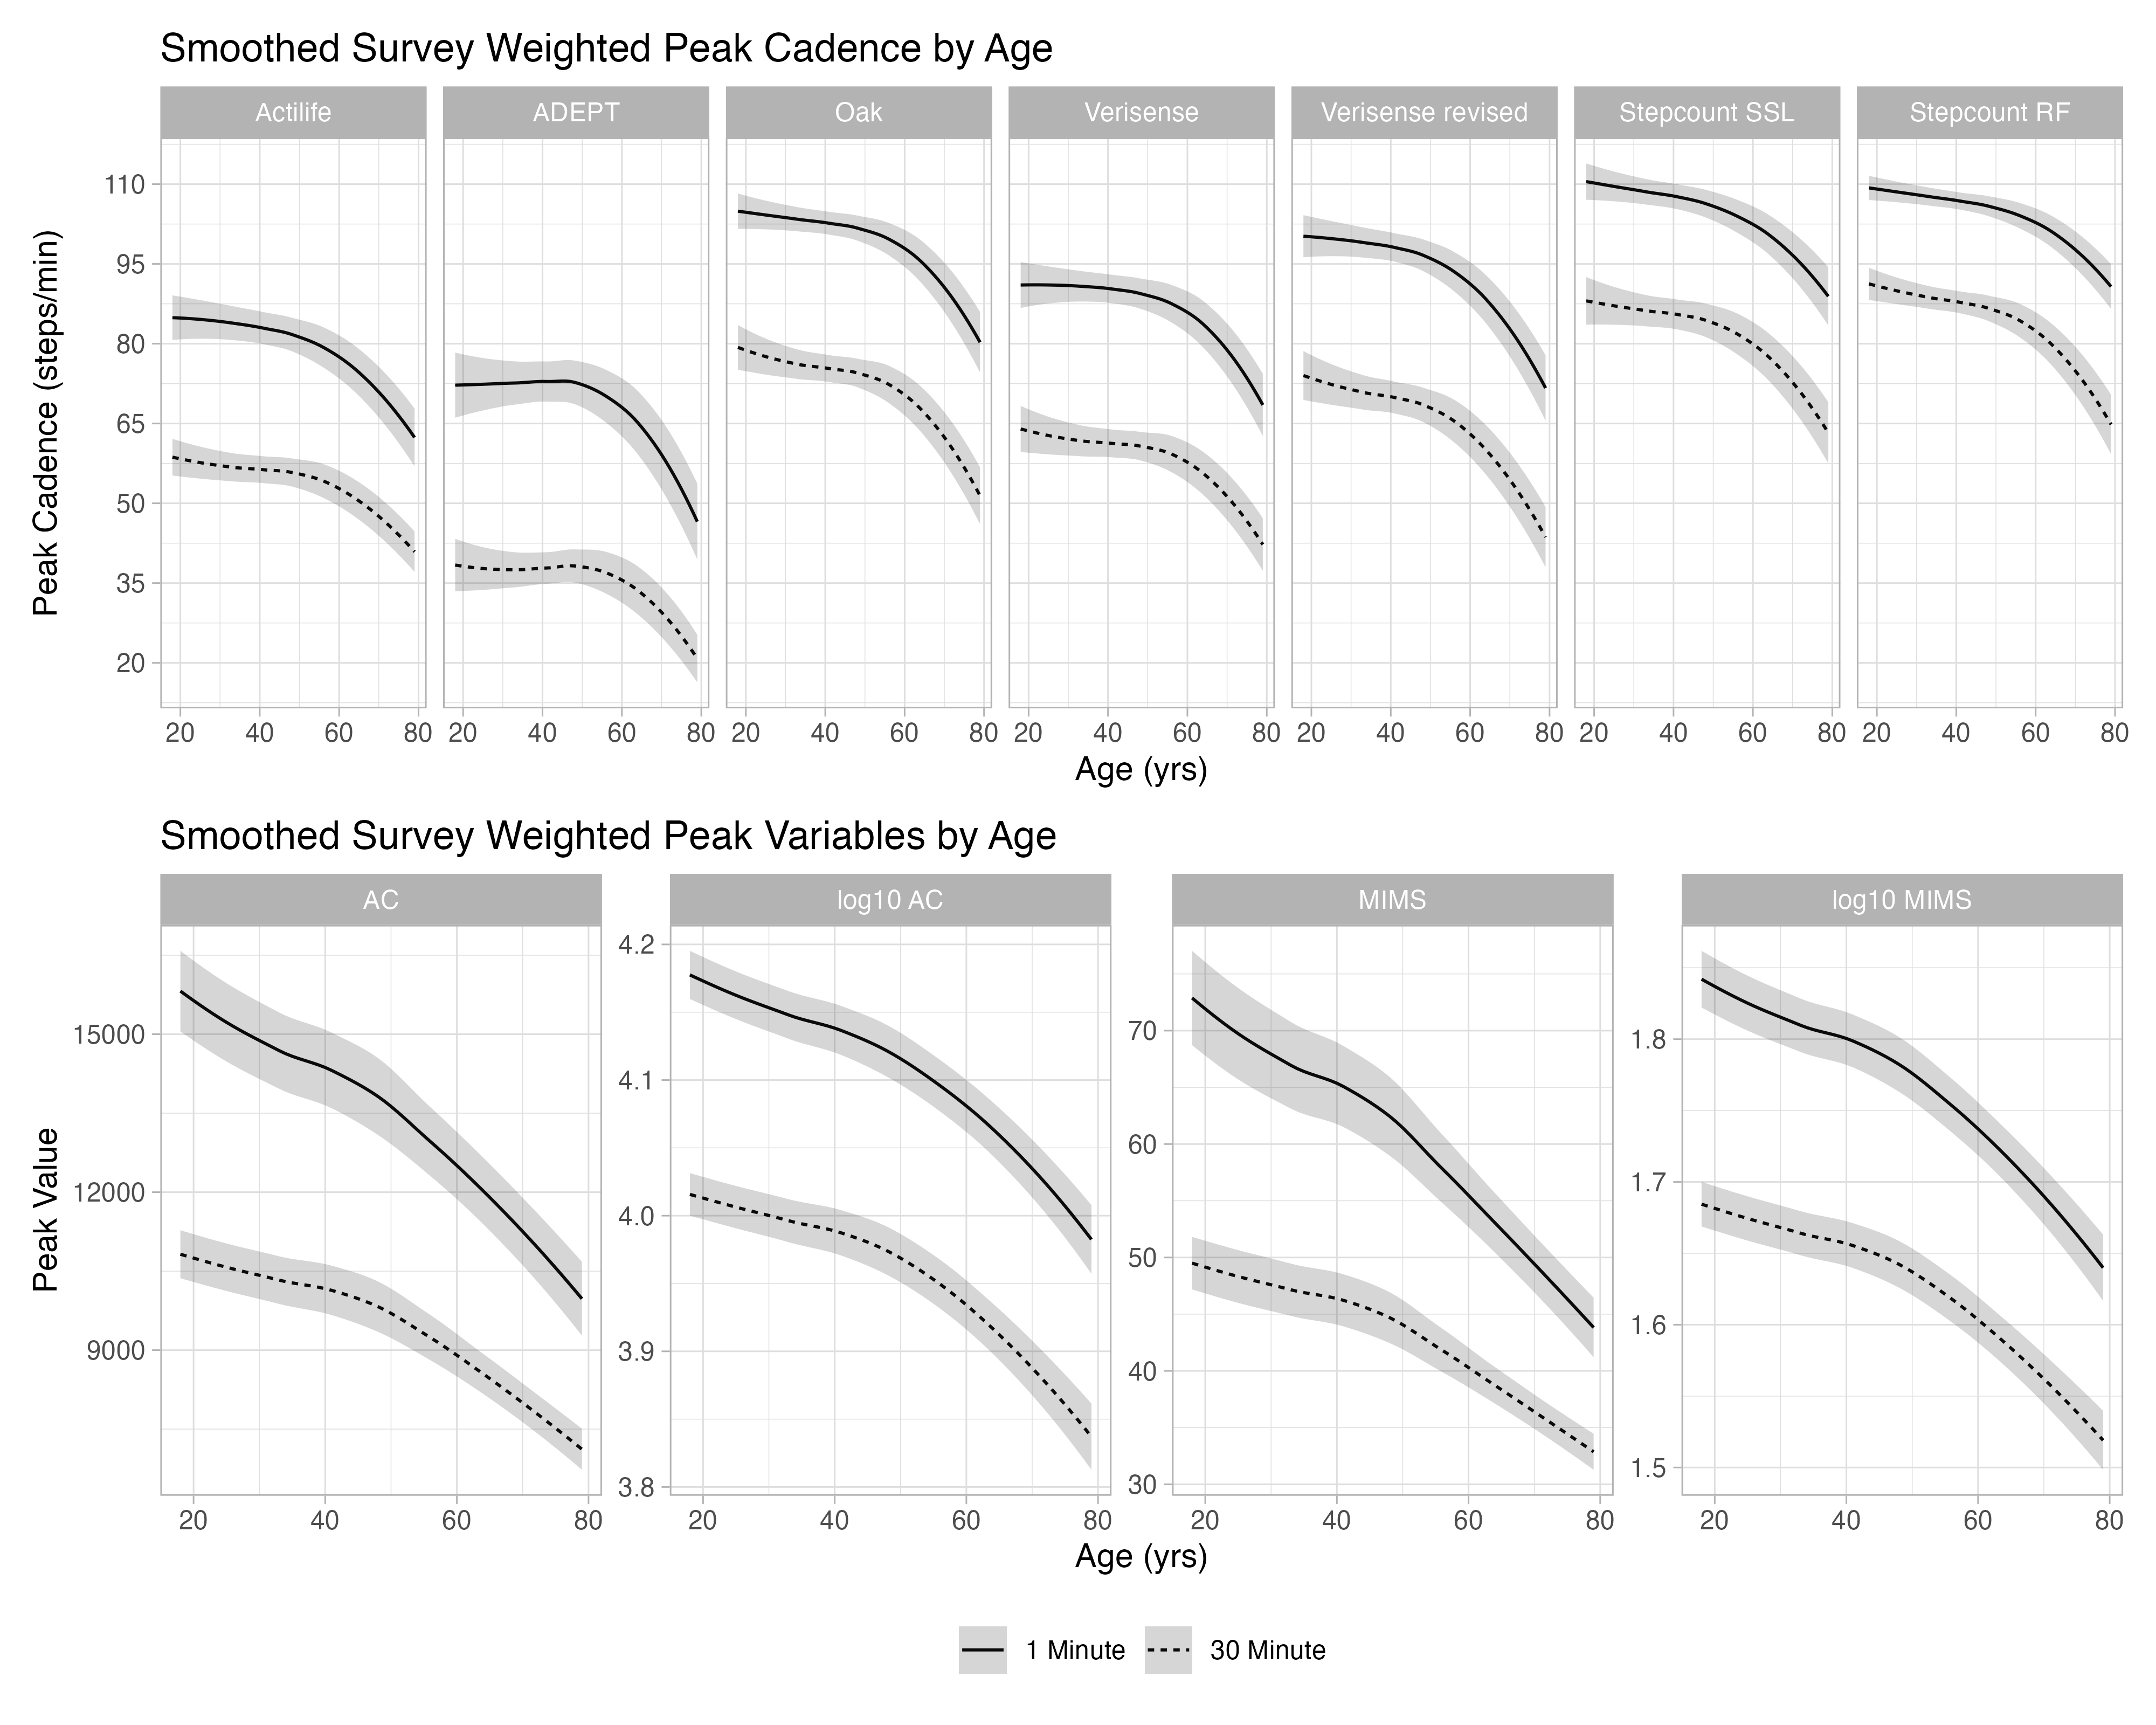 Smoothed Survey Weighted Peak Cadence by Age
Actilife ADEPT Oak Verisense Verisense revised Stepcount SSL Stepcount RF
Peak Cadence (steps/min)
110
95
80
65
50
35
20
20 40 60 80 20 40 60 80 20 40 60 80 20 40 60 80 20 40 60 80 20 40 60 80 20 40 60 80
Age (yrs)
Smoothed Survey Weighted Peak Variables by Age
AC log10 AC MIMS log10 MIMS
Peak Value
15000
12000
9000
4.2
4.1
4.0
3.9
3.8
70
60
50
40
30
1.8
1.7
1.6
1.5
20 40 60 80 20 40 60 80 20 40 60 80 20 40 60 80
Age (yrs)
1 Minute 30 Minute